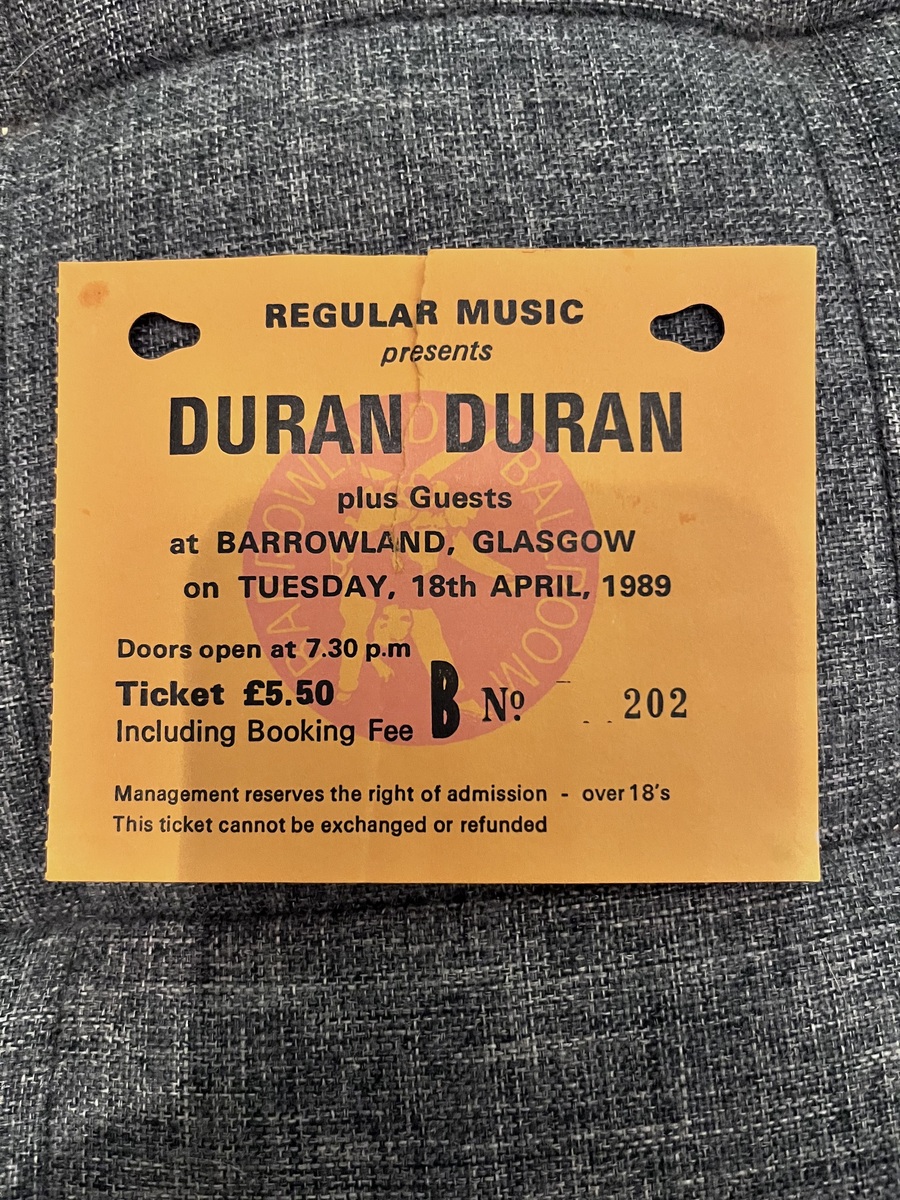 REGULAR MUSIC
presents
DURAN DURAN
plus Guests
at BARROWLAND, GLASGOW
on TUESDAY, 18th APRIL, 1989
Doors open at 7.30 p.m
Ticket £5.50
Including Booking Fee
B No 202
Management reserves the right of admission - over 18's
This ticket cannot be exchanged or refunded
BARROWLAND BALLROOM